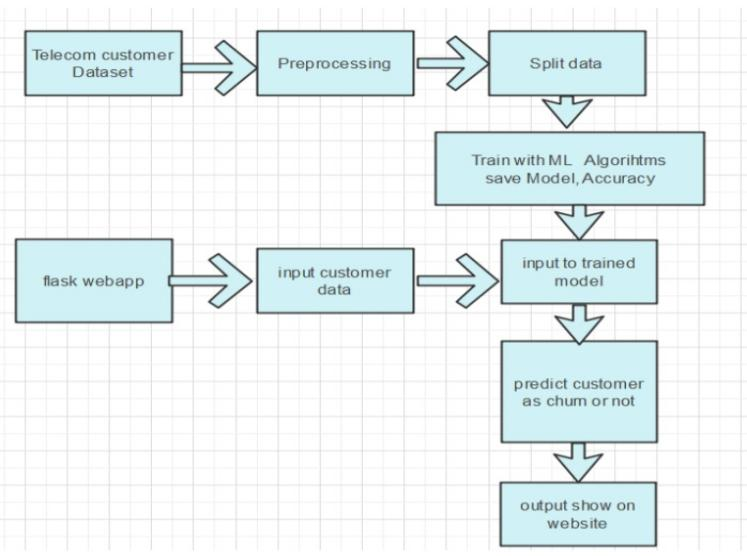 Telecom customer
Dataset
Preprocessing
Split data
Train with ML Algorihtms
save Model, Accuracy
flask webapp
input customer
data
input to trained
model
predict customer
as churn or not
output show on
website